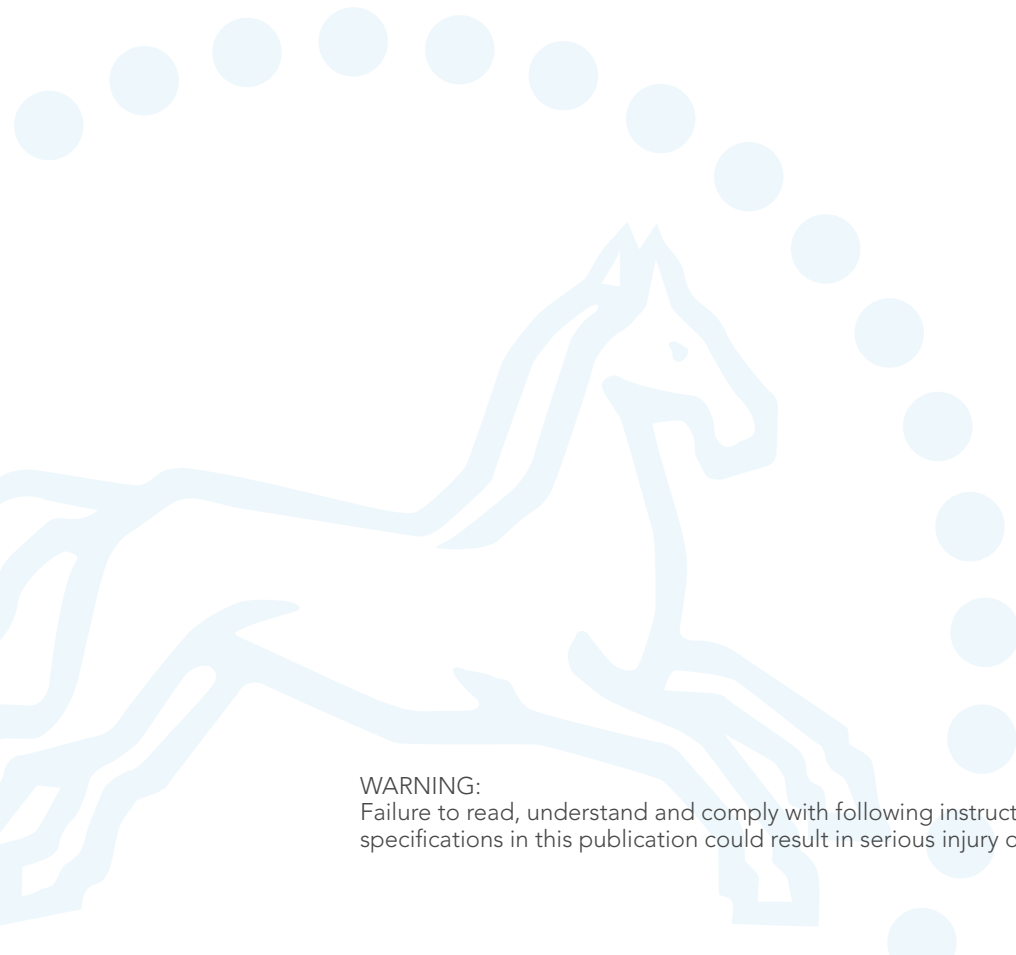 WARNING:
Failure to read, understand and comply with following
specifications in this publication could result in serious injury